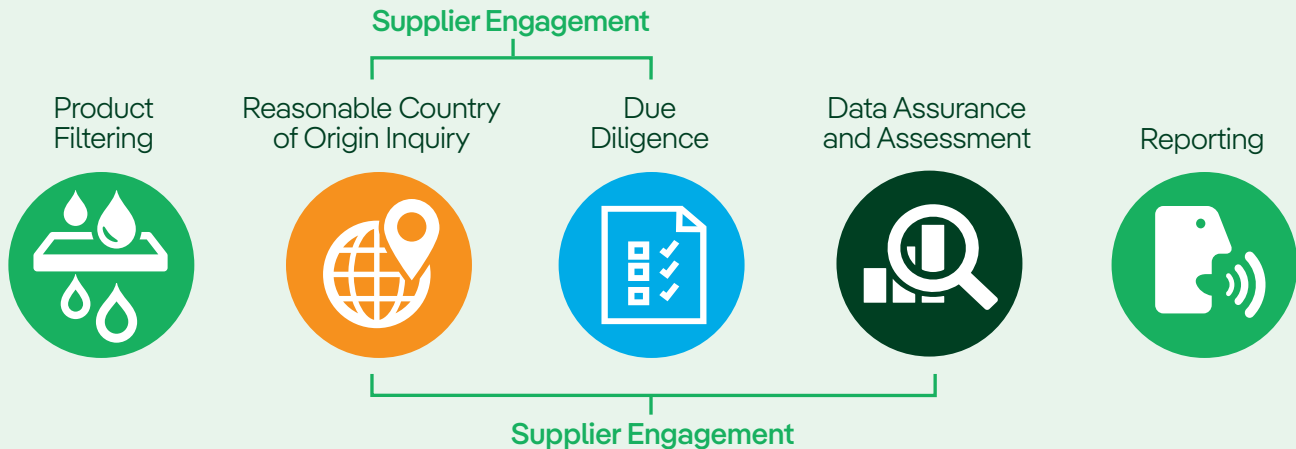 Supplier Engagement
Product
Filtering
Reasonable Country
of Origin Inquiry
Due
Diligence
Data Assurance
and Assessment
Reporting
Supplier Engagement